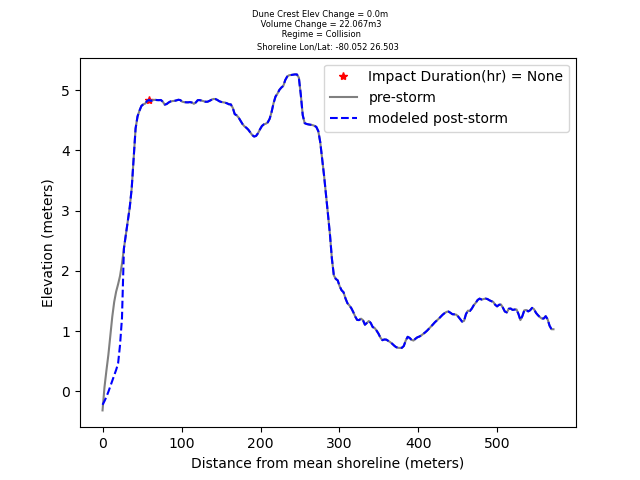 Dune Crest Elev Change = 0.0m
Volume Change = 22.067m3
Regime = Collision
Shoreline Lon/Lat: -80.052 26.503
Impact Duration(hr) = None
pre-storm
modeled post-storm
5
4
3
2
1
0
Elevation (meters)
0 100 200 300 400 500
Distance from mean shoreline (meters)